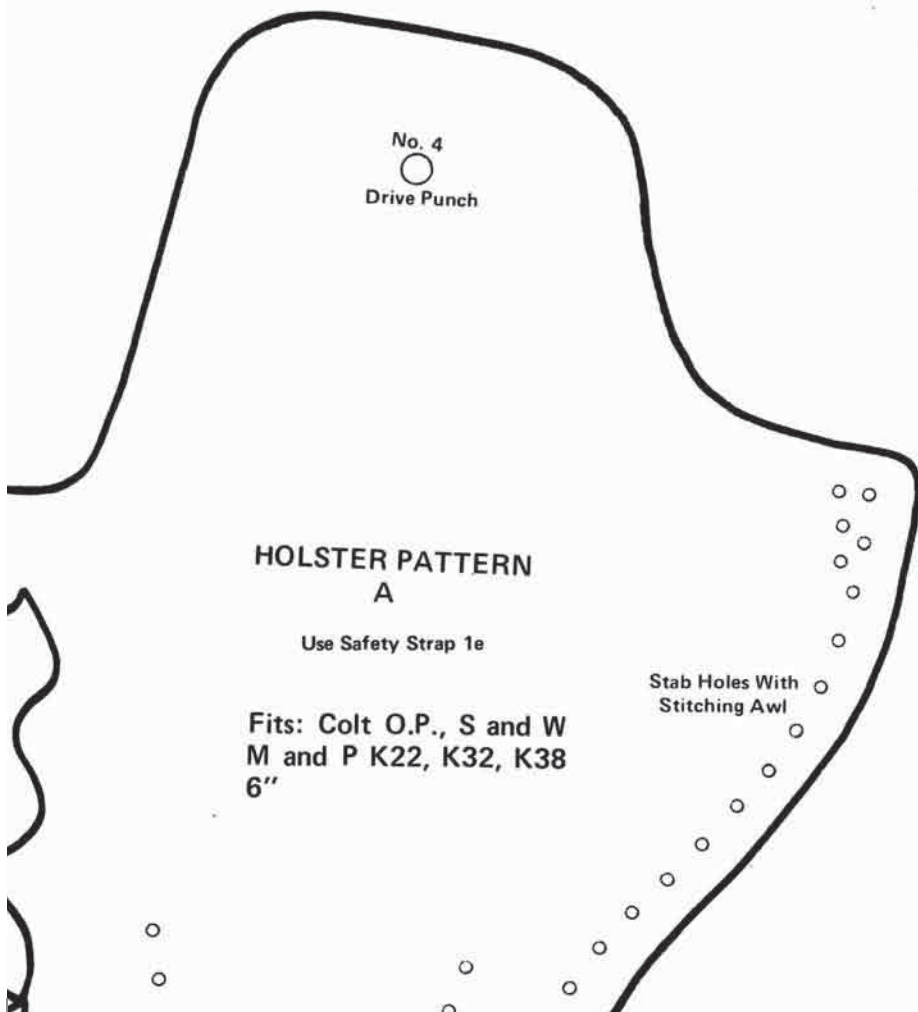 No. 4
Drive Punch
HOLSTER PATTERN
A
Use Safety Strap 1e
Stab Holes With
Stitching Awl
Fits: Colt O.P., S and W
M and P K22, K32, K38
6"